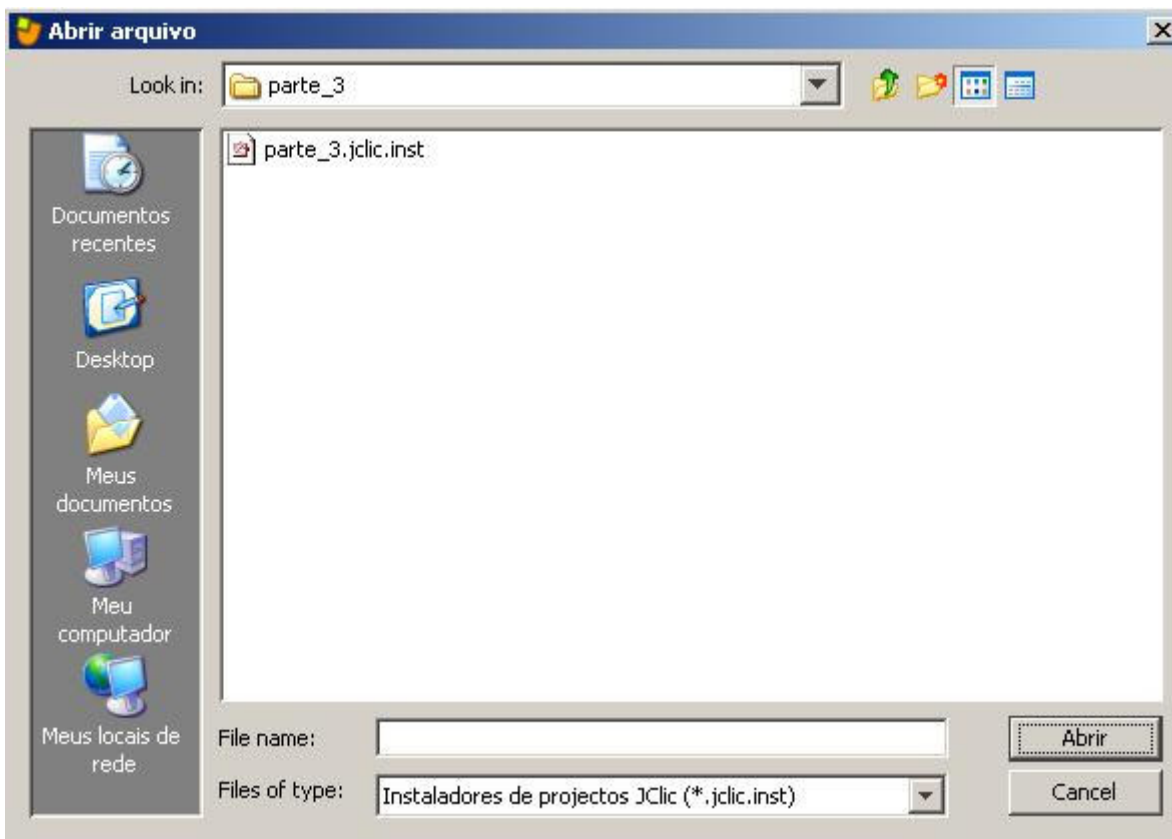 Abrir arquivo
Look in:
parte_3
parte_3.jclic.inst
Documentos
recentes
Desktop
Meus
documentos
Meu
computador
Meus locais de
rede
File name:
Abrir
Files of type:
Instaladores de projectos JClic (*.jclic.inst)
Cancel